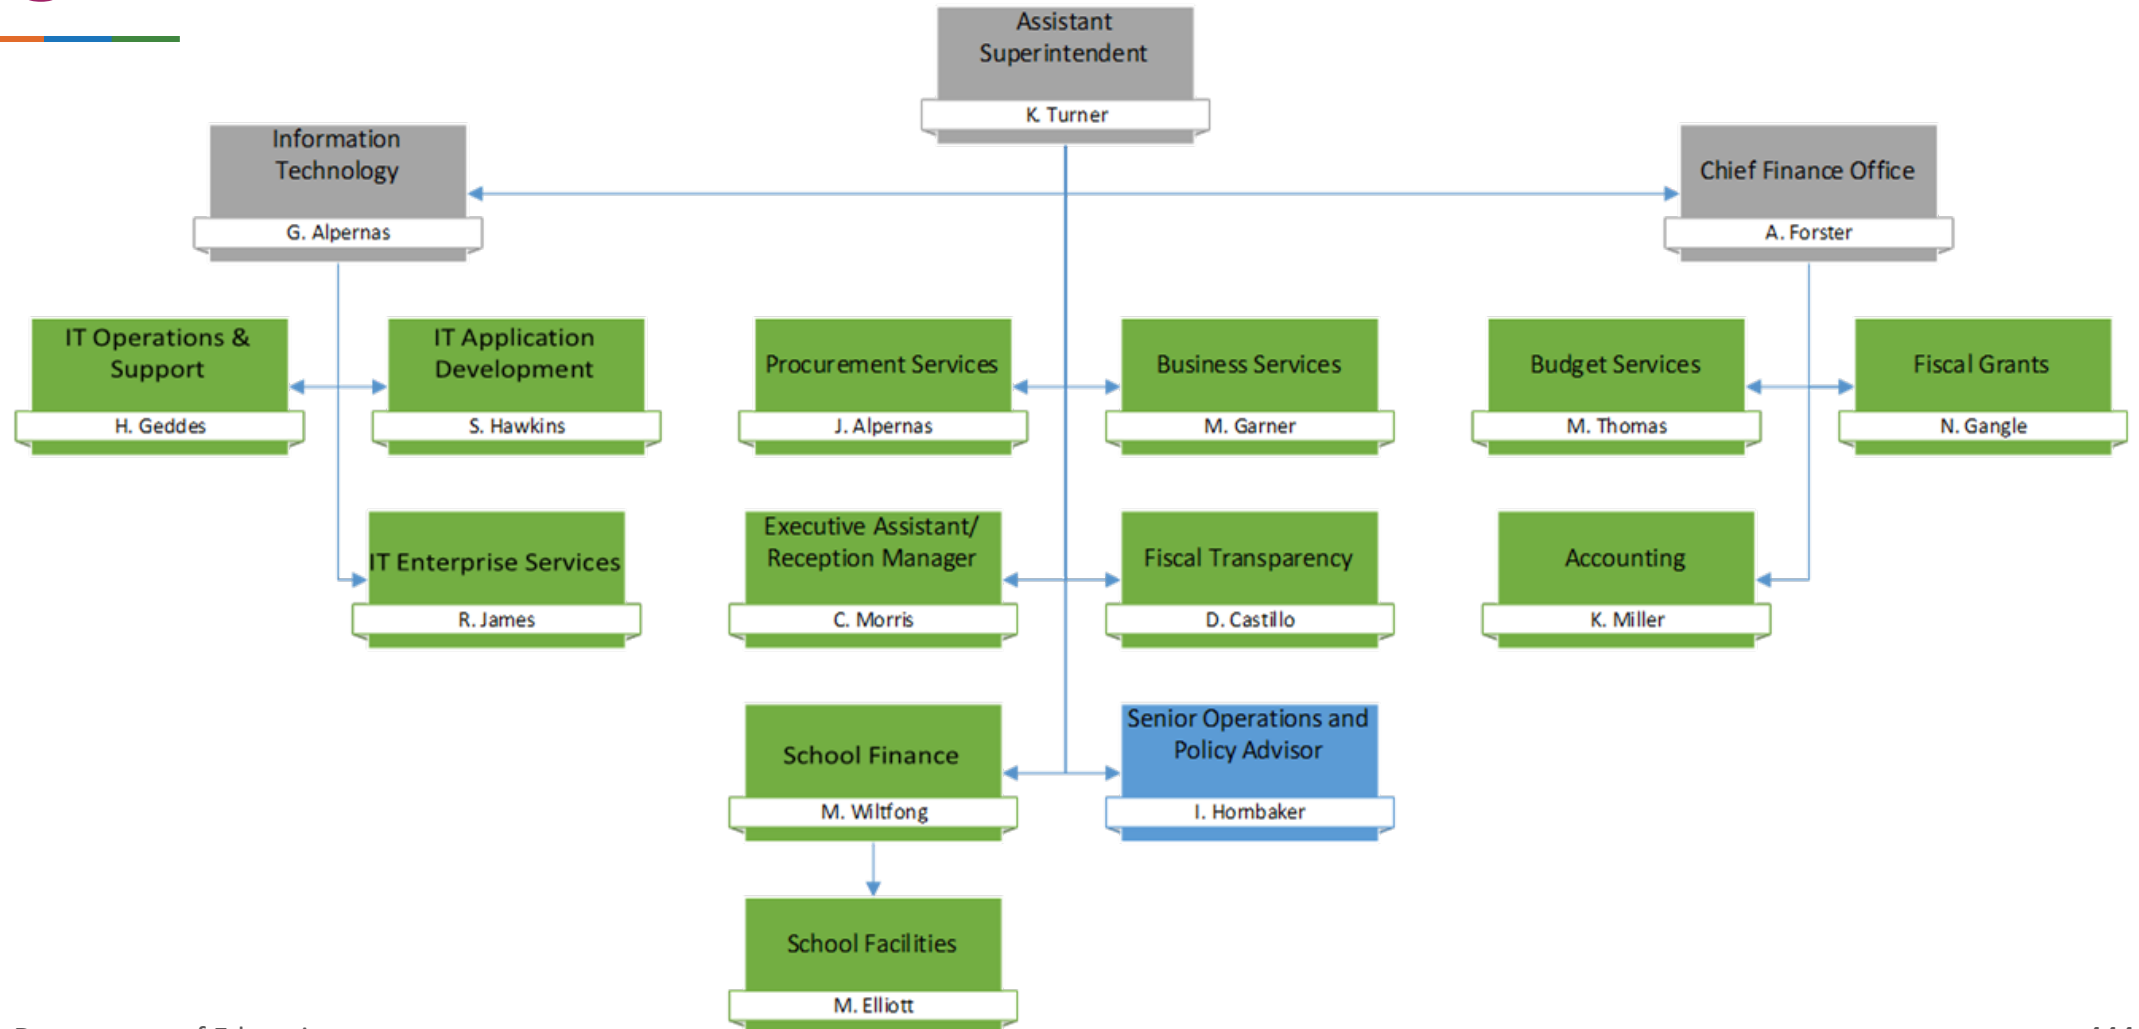 Assistant
Superintendent
K. Turner
Information
Technology
G. Alpernas
Chief Finance Office
A. Forster
IT Operations &
Support
H. Geddes
IT Application
Development
S. Hawkins
Procurement Services
J. Alpernas
Business Services
M. Garner
Budget Services
M. Thomas
Fiscal Grants
N. Gangle
IT Enterprise Services
R. James
Executive Assistant/
Reception Manager
C. Morris
Fiscal Transparency
D. Castillo
Accounting
K. Miller
School Finance
M. Wiltfong
Senior Operations and
Policy Advisor
I. Hornbaker
School Facilities
M. Elliott